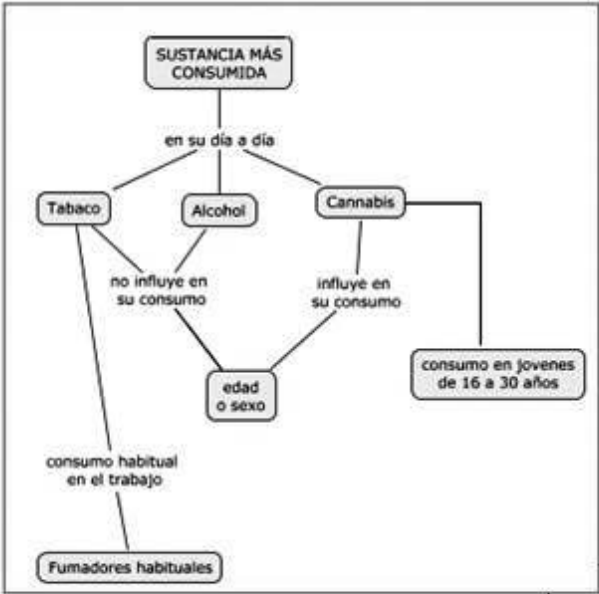 SUSTANCIA MÁS
CONSUMIDA
en su día a día
Tabaco
Alcohol
Cannabis
no influye en
su consumo
influye en
su consumo
consumo en jovenes
de 16 a 30 años
edad
o sexo
consumo habitual
en el trabajo
Fumadores habituales